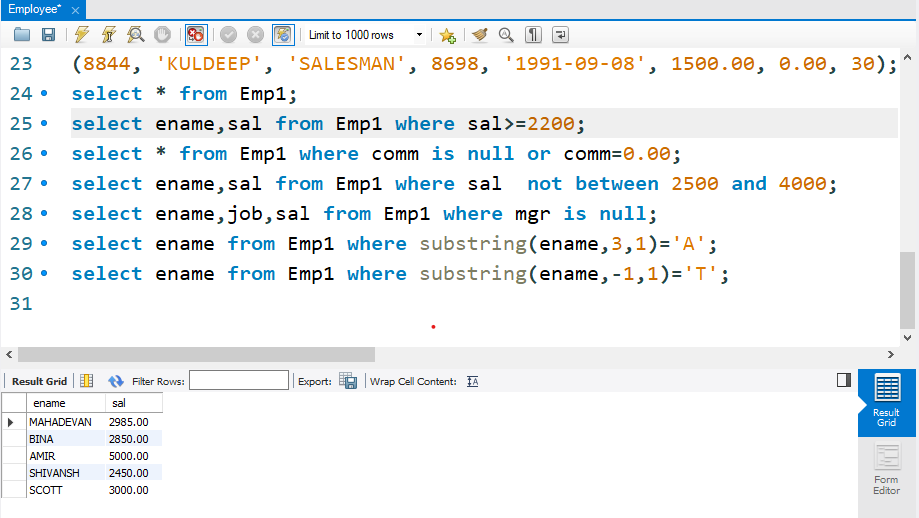 Employee* ×
Limit to 1000 rows
23 (8844, 'KULDEEP', 'SALESMAN', 8698, '1991-09-08', 1500.00, 0.00, 30);
24 select * from Emp1;
25 select ename,sal from Emp1 where sal>=2200;
26 select * from Emp1 where comm is null or comm=0.00;
27 select ename,sal from Emp1 where sal  not between 2500 and 4000;
28 select ename,job,sal from Emp1 where mgr is null;
29 select ename from Emp1 where substring(ename,3,1)='A';
30 select ename from Emp1 where substring(ename,-1,1)='T';
31
Result Grid Filter Rows: Export: Wrap Cell Content:
ename sal
MAHADEVAN 2985.00
BINA 2850.00
AMIR 5000.00
SHIVANSH 2450.00
SCOTT 3000.00
Result
Grid
Form
Editor